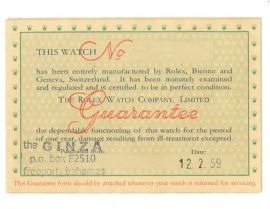 THIS WATCH No
has been entirely manufactured by Rolex, Bienne and
Geneva, Switzerland. It has been minutely examined
and regulated and is certified to be in perfect condition.
THE ROLEX WATCH COMPANY, LIMITED
Guarantee
the dependable functioning of this watch for the period
of one year, damage resulting from ill-treatment excepted.
the GINZA Date:
p.o. box F2510 12 2 59
freeport, bahamas
This Guarantee form should be attached whenever your watch is returned for servicing.